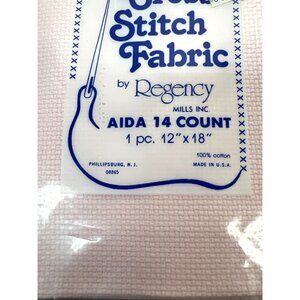 Stitch
Fabric
by Regency
MILLS INC.
AIDA 14 COUNT
1 pc. 12" x 18"
100% cotton
PHILLIPSBURG, N. J.
08865
MADE IN U.S.A.